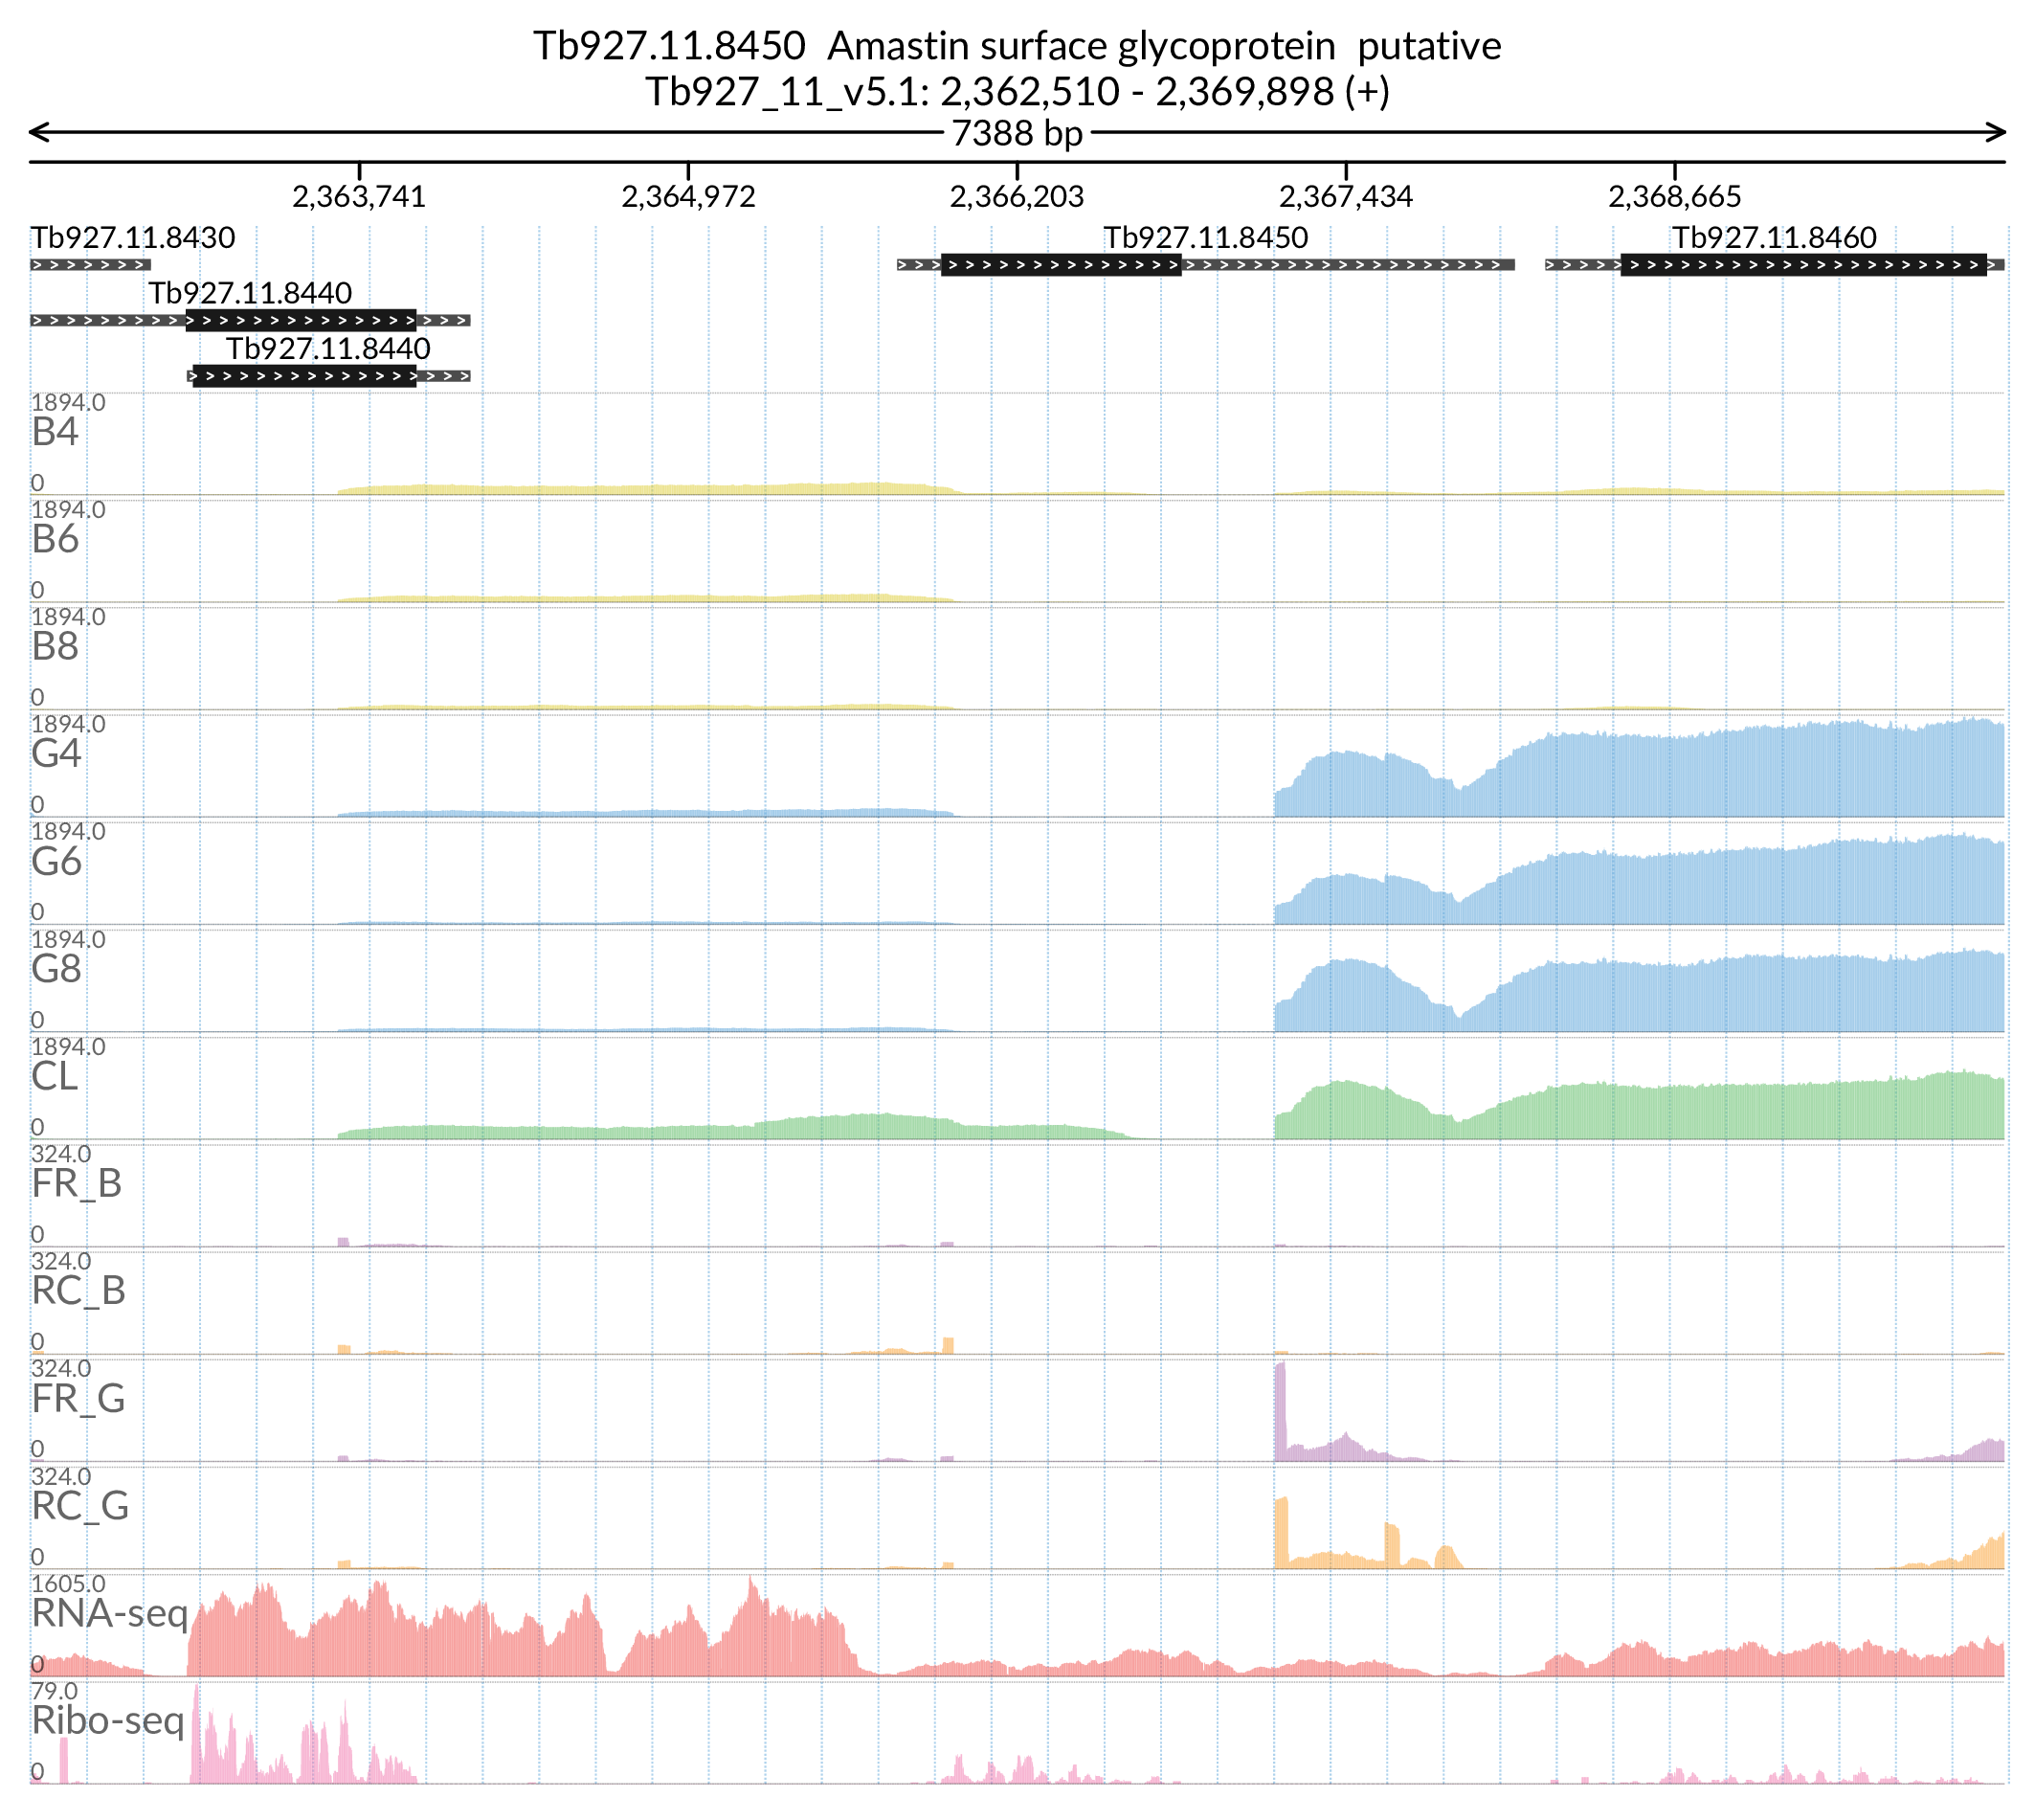 Tb927.11.8450  Amastin surface glycoprotein  putative
Tb927_11_v5.1: 2,362,510 - 2,369,898 (+)
7388 bp
2,363,741 2,364,972 2,366,203 2,367,434 2,368,665
Tb927.11.8430 Tb927.11.8450 Tb927.11.8460
Tb927.11.8440
Tb927.11.8440
1894.0
B4
0
1894.0
B6
0
1894.0
B8
0
1894.0
G4
0
1894.0
G6
0
1894.0
G8
0
1894.0
CL
0
324.0
FR_B
0
324.0
RC_B
0
324.0
FR_G
0
324.0
RC_G
0
1605.0
RNA-seq
0
79.0
Ribo-seq
0